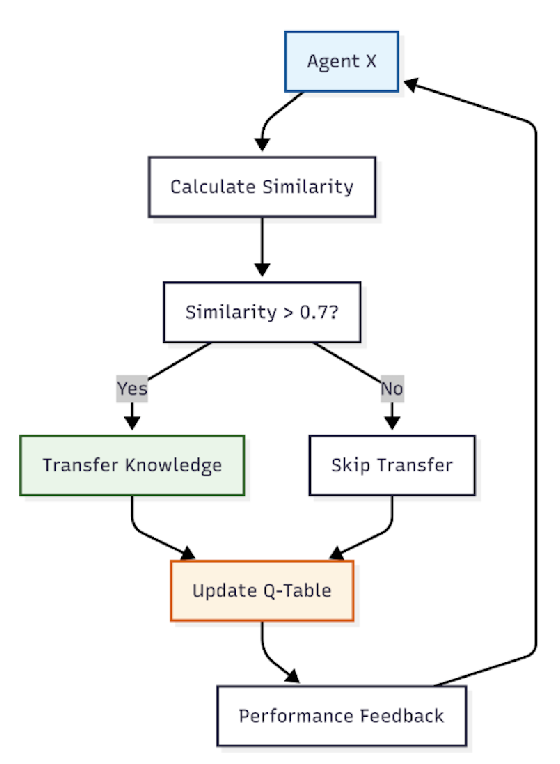 Agent X
Calculate Similarity
Similarity > 0.7?
Yes
No
Transfer Knowledge
Skip Transfer
Update Q-Table
Performance Feedback